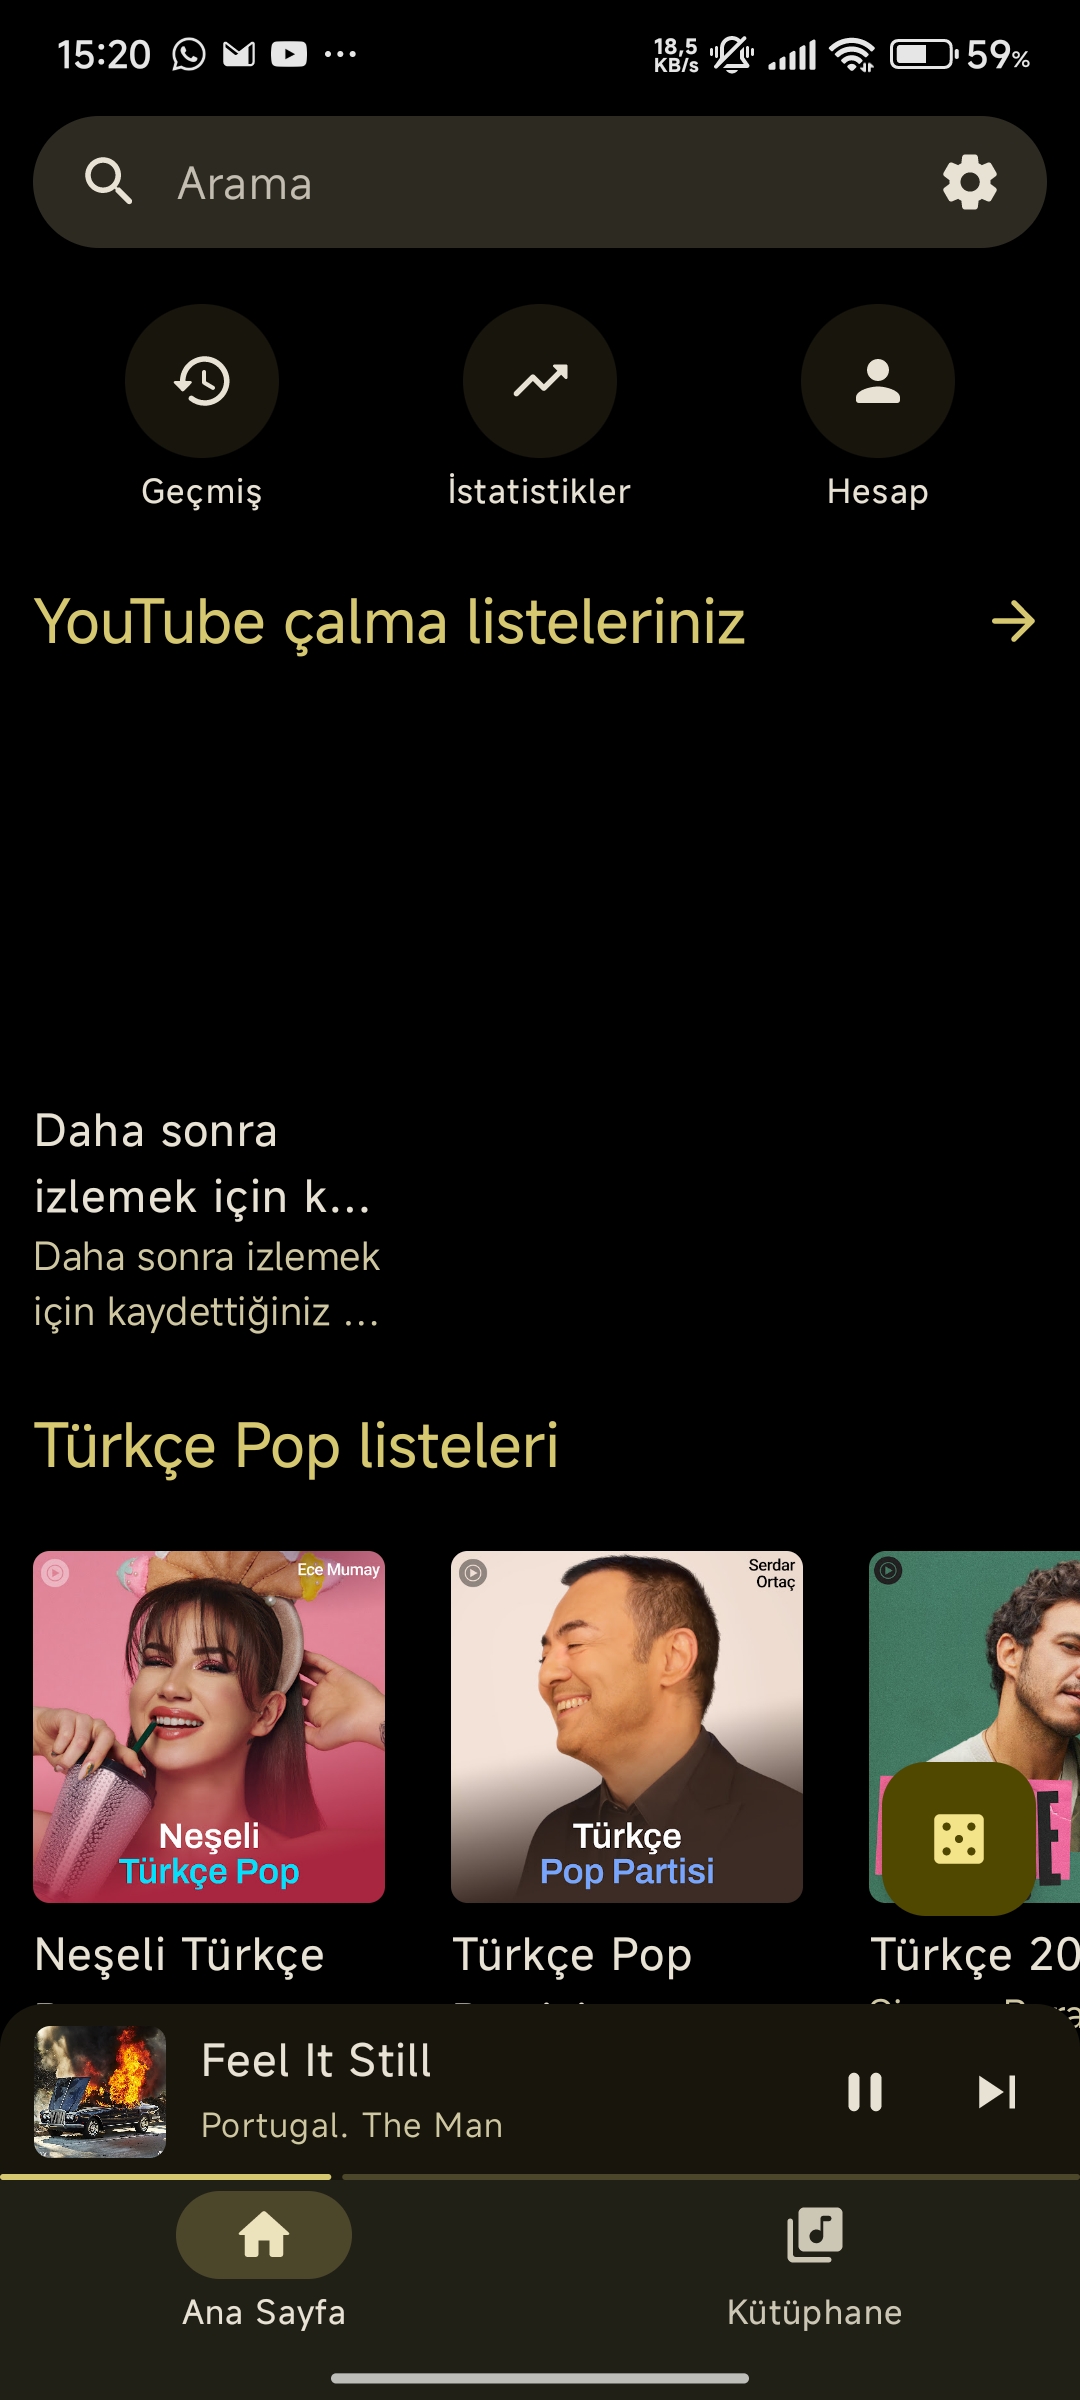 15:20
18,5
KB/s
59%
Arama
Geçmiş
İstatistikler
Hesap
YouTube çalma listeleriniz
Daha sonra
izlemek için k...
Daha sonra izlemek
için kaydettiğiniz ...
Türkçe Pop listeleri
Ece Mumay
Neşeli
Türkçe Pop
Serdar
Ortaç
Türkçe
Pop Partisi
Neşeli Türkçe
Türkçe Pop
Türkçe 20
Feel It Still
Portugal. The Man
Ana Sayfa
Kütüphane